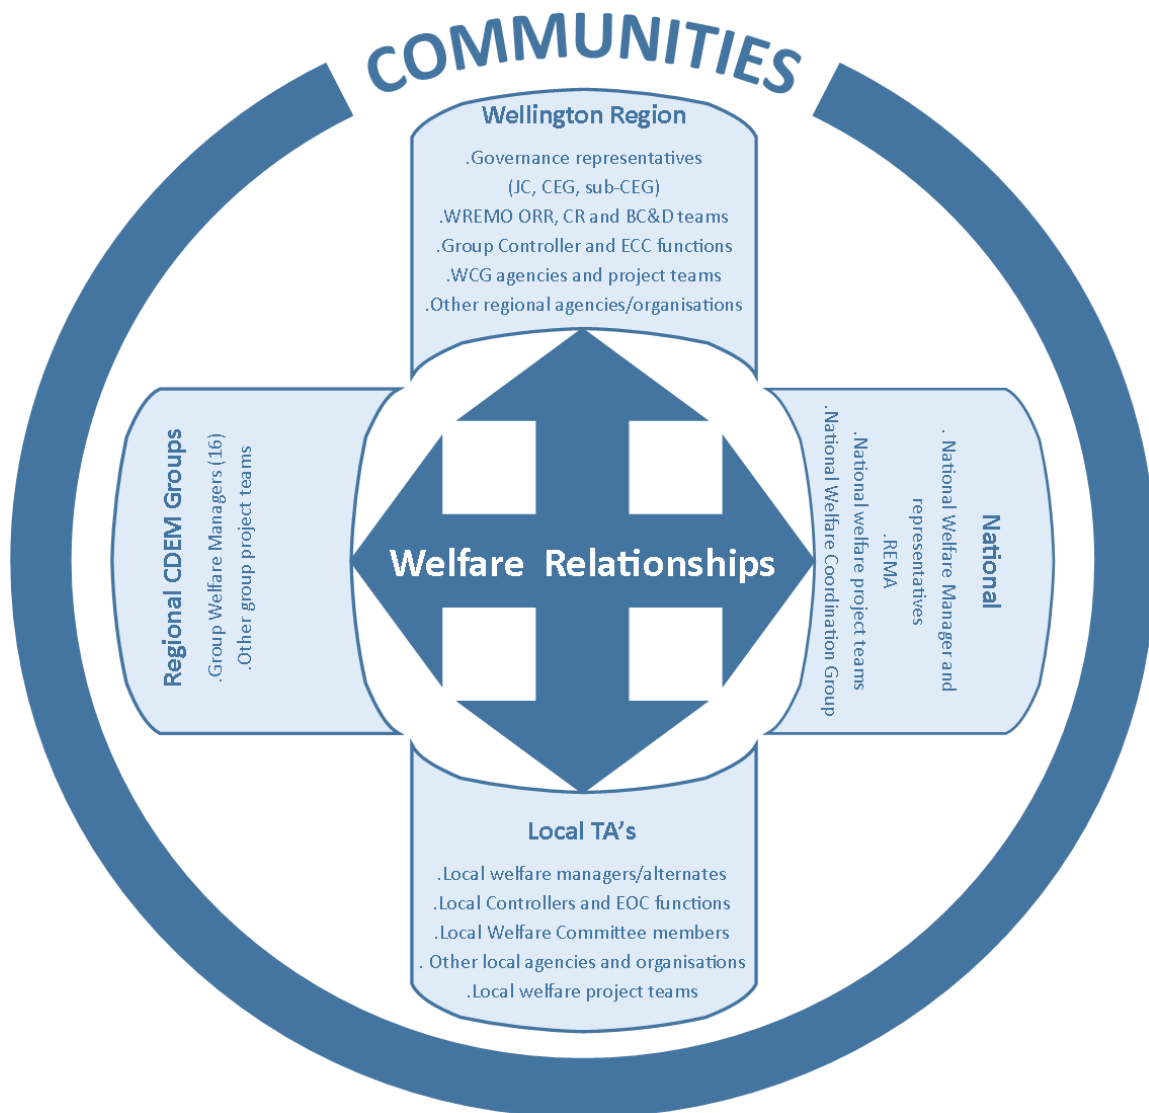 COMMUNITIES
Wellington Region
.Governance representatives
(JC, CEG, sub-CEG)
.WREMO ORR, CR and BC&D teams
.Group Controller and ECC functions
.WCG agencies and project teams
.Other regional agencies/organisations
Regional CDEM Groups
.Group Welfare Managers (16)
.Other group project teams
Welfare Relationships
National
. National Welfare Manager and
representatives
.REMA
.National welfare project teams
.National Welfare Coordination Group
Local TA’s
.Local welfare managers/alternates
.Local Controllers and EOC functions
.Local Welfare Committee members
. Other local agencies and organisations
.Local welfare project teams